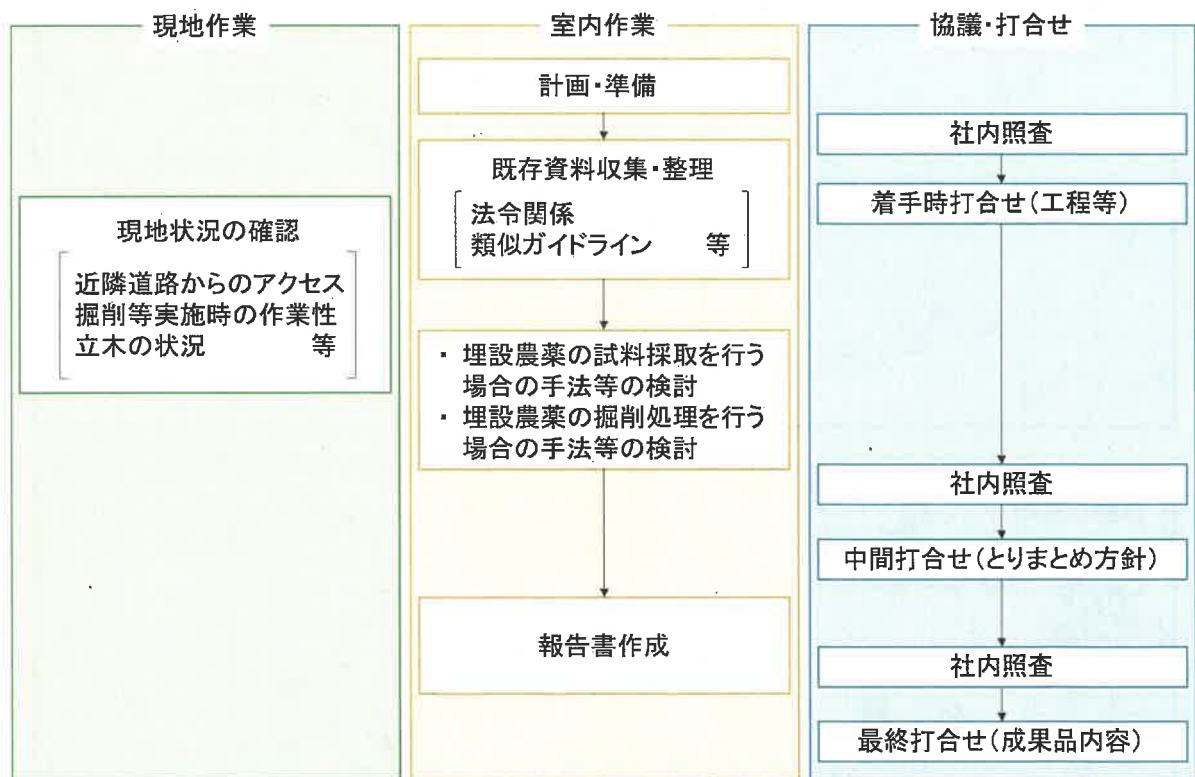 現地作業
現地状況の確認
近隣道路からのアクセス
掘削等実施時の作業性
立木の状況 等
室内作業
計画・準備
既存資料収集・整理
法令関係
類似ガイドライン 等
・ 埋設農薬の試料採取を行う
場合の手法等の検討
・ 埋設農薬の掘削処理を行う
場合の手法等の検討
報告書作成
協議・打合せ
社内照査
着手時打合せ(工程等)
社内照査
中間打合せ(とりまとめ方針)
社内照査
最終打合せ(成果品内容)